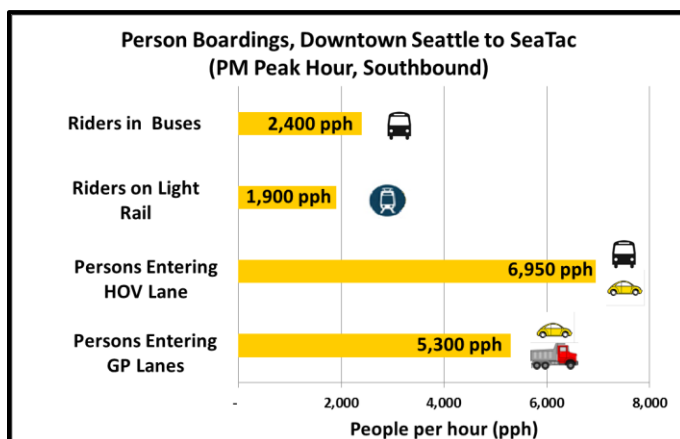 Person Boardings, Downtown Seattle to SeaTac
(PM Peak Hour, Southbound)
Riders in Buses
2,400 pph
Riders on Light
Rail
1,900 pph
Persons Entering
HOV Lane
6,950 pph
Persons Entering
GP Lanes
5,300 pph
-
2,000
4,000
6,000
8,000
People per hour (pph)